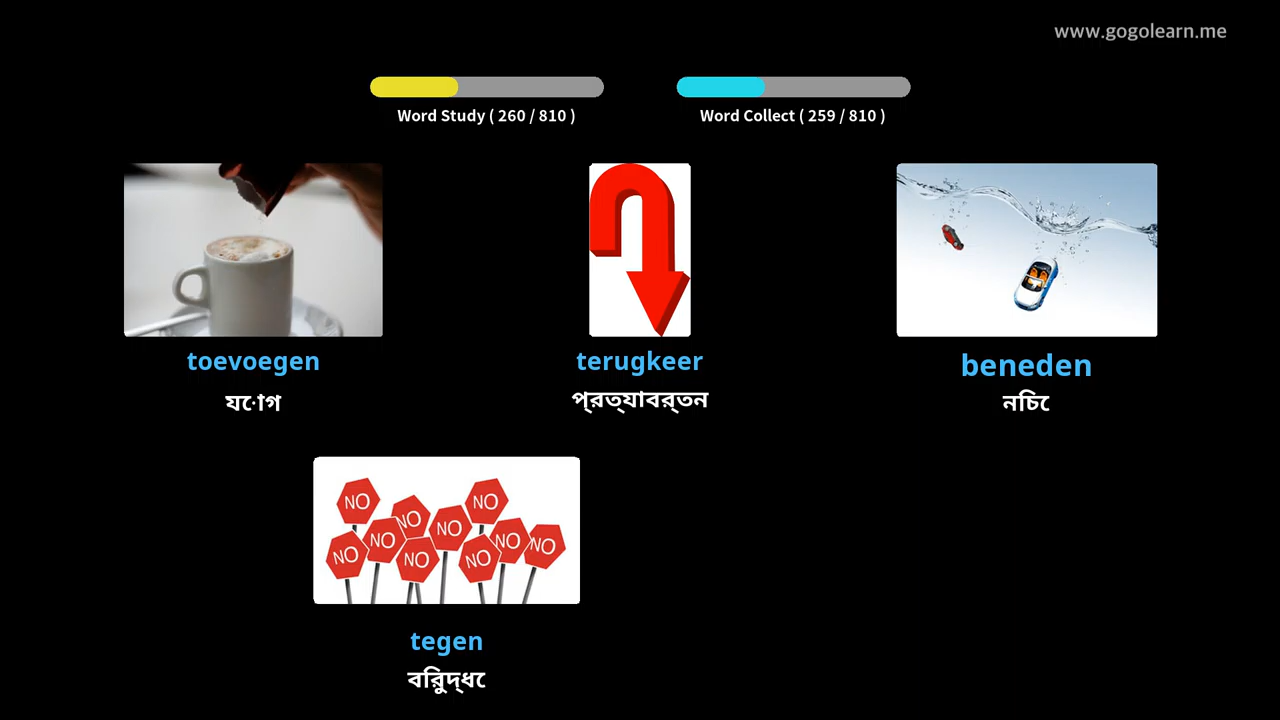 www.gogolearn.me
Word Study ( 260 / 810 )
Word Collect ( 259 / 810 )
toevoegen
যোগ
terugkeer
প্রত্যাবর্তন
beneden
নিচে
NO
NO
NO
NO
NO
NO
NO
NO
NO
NO
tegen
বিরুদ্ধে